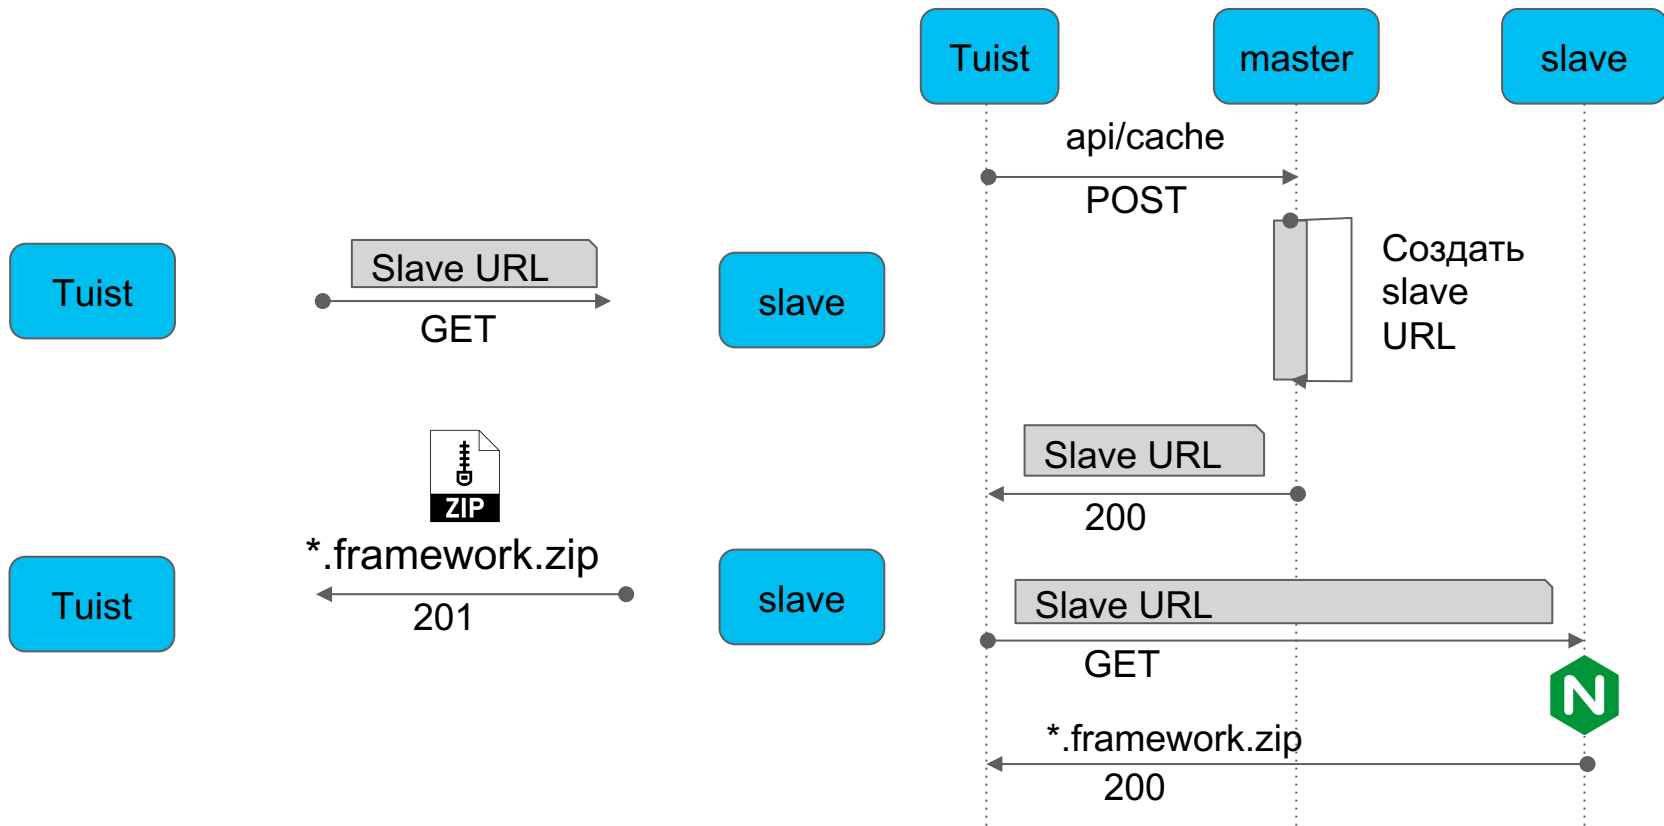 Tuist
Slave URL
GET
slave
ZIP
*.framework.zip
201
Tuist
slave
Tuist
master
slave
api/cache
POST
Создать
slave
URL
Slave URL
200
Slave URL
GET
N
*.framework.zip
200